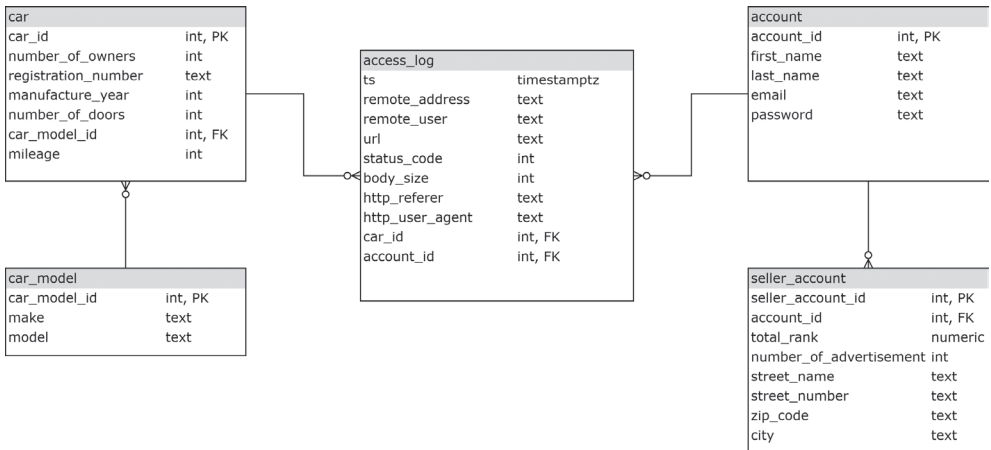 car
car_id int, PK
number_of_owners int
registration_number text
manufacture_year int
number_of_doors int
car_model_id int, FK
mileage int
car_model
car_model_id int, PK
make text
model text
access_log
ts timestamptz
remote_address text
remote_user text
url text
status_code int
body_size int
http_referer text
http_user_agent text
car_id int, FK
account_id int, FK
account
account_id int, PK
first_name text
last_name text
email text
password text
seller_account
seller_account_id int, PK
account_id int, FK
total_rank numeric
number_of_advertisement int
street_name text
street_number text
zip_code text
city text